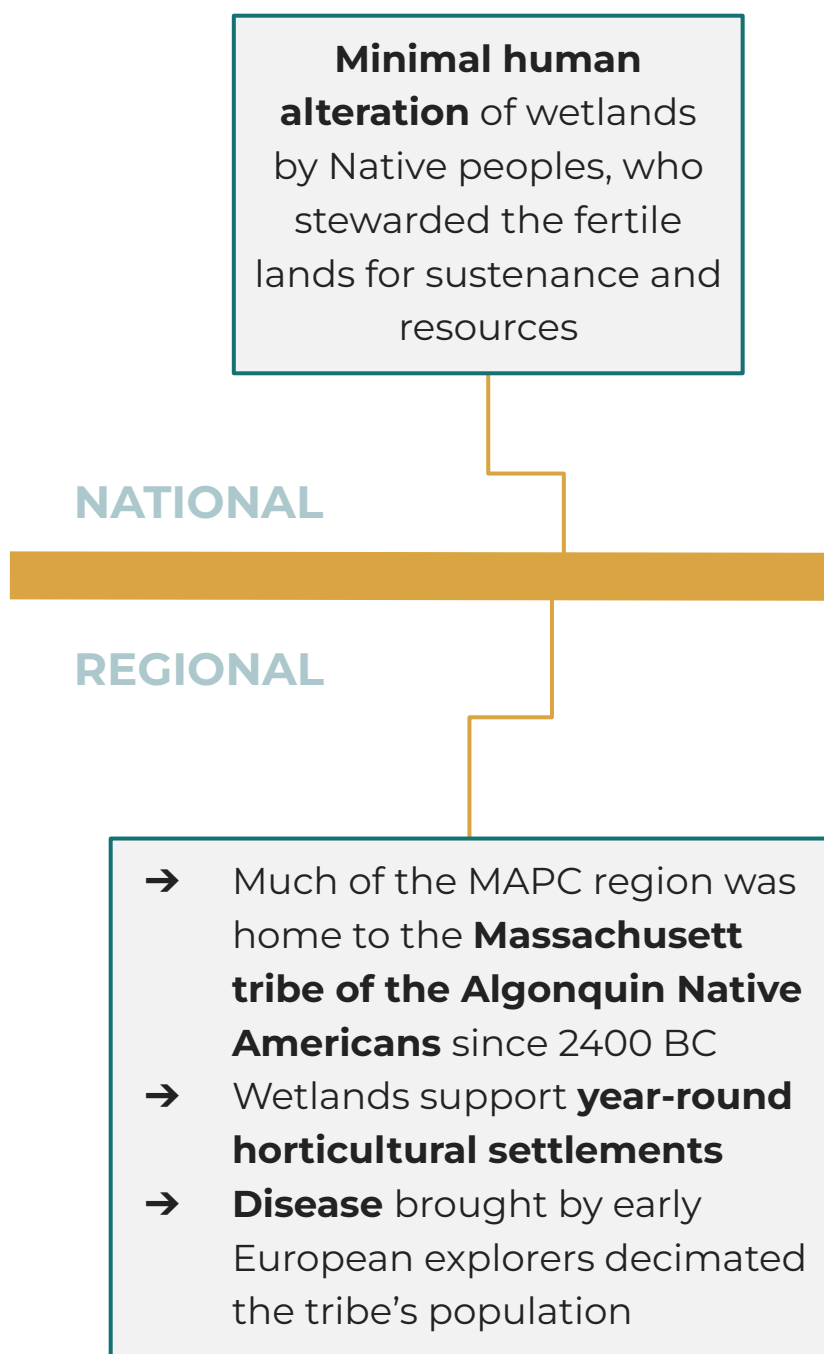 Minimal human
alteration of wetlands
by Native peoples, who
stewarded the fertile
lands for sustenance and
resources
NATIONAL
REGIONAL
➔ Much of the MAPC region was
home to the Massachusett
tribe of the Algonquin Native
Americans since 2400 BC
➔ Wetlands support year-round
horticultural settlements
➔ Disease brought by early
European explorers decimated
the tribe’s population